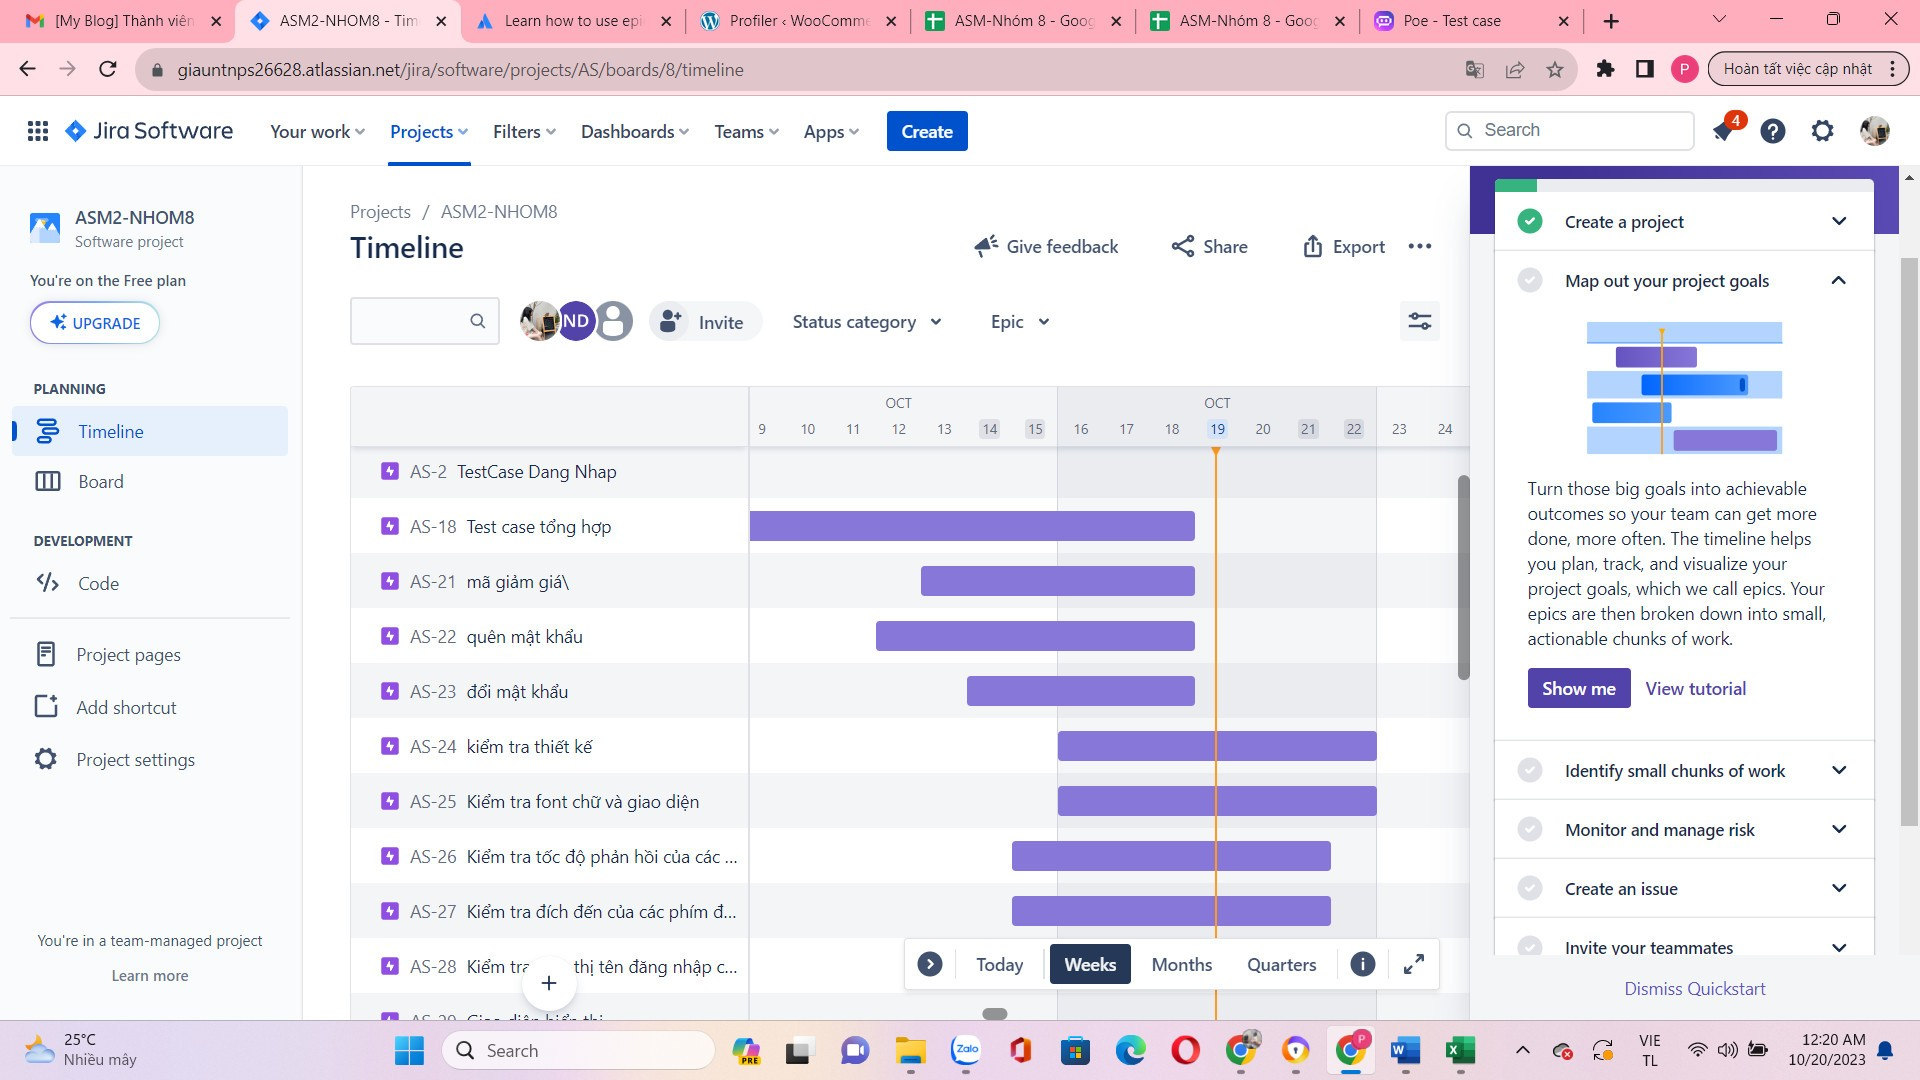 [My Blog] Thành viên
ASM2-NHOM8 - Tim
Learn how to use epi
Profiler ‹ WooComme
ASM-Nhóm 8 - Goog
ASM-Nhóm 8 - Goog
Poe - Test case
giauntnps26628.atlassian.net/jira/software/projects/AS/boards/8/timeline
P
Hoàn tất việc cập nhật
Jira Software
Your work
Projects
Filters
Dashboards
Teams
Apps
Create
Search
4
ASM2-NHOM8
Software project
You're on the Free plan
UPGRADE
PLANNING
Timeline
Board
DEVELOPMENT
Code
Project pages
Add shortcut
Project settings
You're in a team-managed project
Learn more
Projects / ASM2-NHOM8
Timeline
Give feedback
Share
Export
ND
Invite
Status category
Epic
OCT
OCT
9 10 11 12 13 14 15 16 17 18 19 20 21 22 23 24
AS-2 TestCase Dang Nhap
AS-18 Test case tổng hợp
AS-21 mã giảm giá\
AS-22 quên mật khẩu
AS-23 đổi mật khẩu
AS-24 kiểm tra thiết kế
AS-25 Kiểm tra font chữ và giao diện
AS-26 Kiểm tra tốc độ phản hồi của các ...
AS-27 Kiểm tra đích đến của các phím đ...
AS-28 Kiểm tra thị tên đăng nhập c...
AS-29 Giao diện hiển thị
Today
Weeks
Months
Quarters
Create a project
Map out your project goals
Turn those big goals into achievable
outcomes so your team can get more
done, more often. The timeline helps
you plan, track, and visualize your
project goals, which we call epics. Your
epics are then broken down into small,
actionable chunks of work.
Show me
View tutorial
Identify small chunks of work
Monitor and manage risk
Create an issue
Invite your teammates
Dismiss Quickstart
25°C
Nhiều mây
Search
PRE
Zalo
P
VIE
TL
12:20 AM
10/20/2023